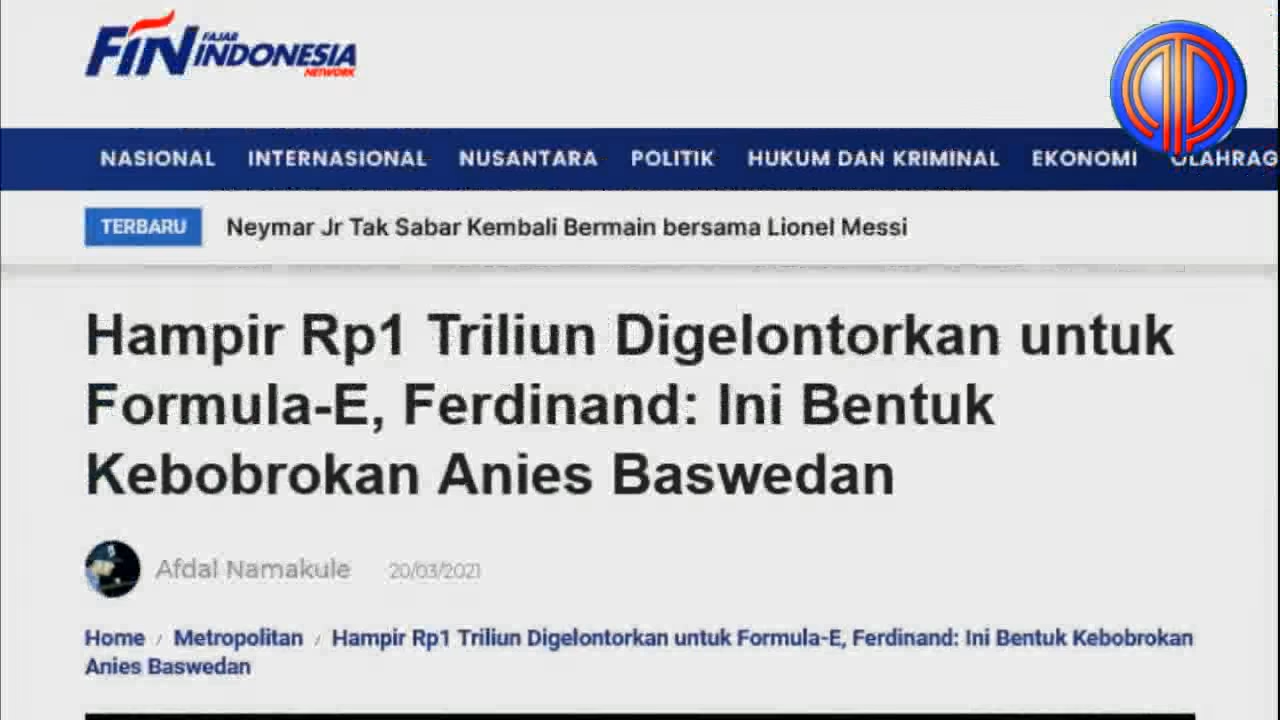 FIN FAJAR INDONESIA NETWORK
NASIONAL INTERNASIONAL NUSANTARA POLITIK HUKUM DAN KRIMINAL EKONOMI OLAHRAG
TERBARU Neymar Jr Tak Sabar Kembali Bermain bersama Lionel Messi
Hampir Rp1 Triliun Digelontorkan untuk
Formula-E, Ferdinand: Ini Bentuk
Kebobrokan Anies Baswedan
Afdal Namakule 20/03/2021
Home / Metropolitan / Hampir Rp1 Triliun Digelontorkan untuk Formula-E, Ferdinand: Ini Bentuk Kebobrokan
Anies Baswedan